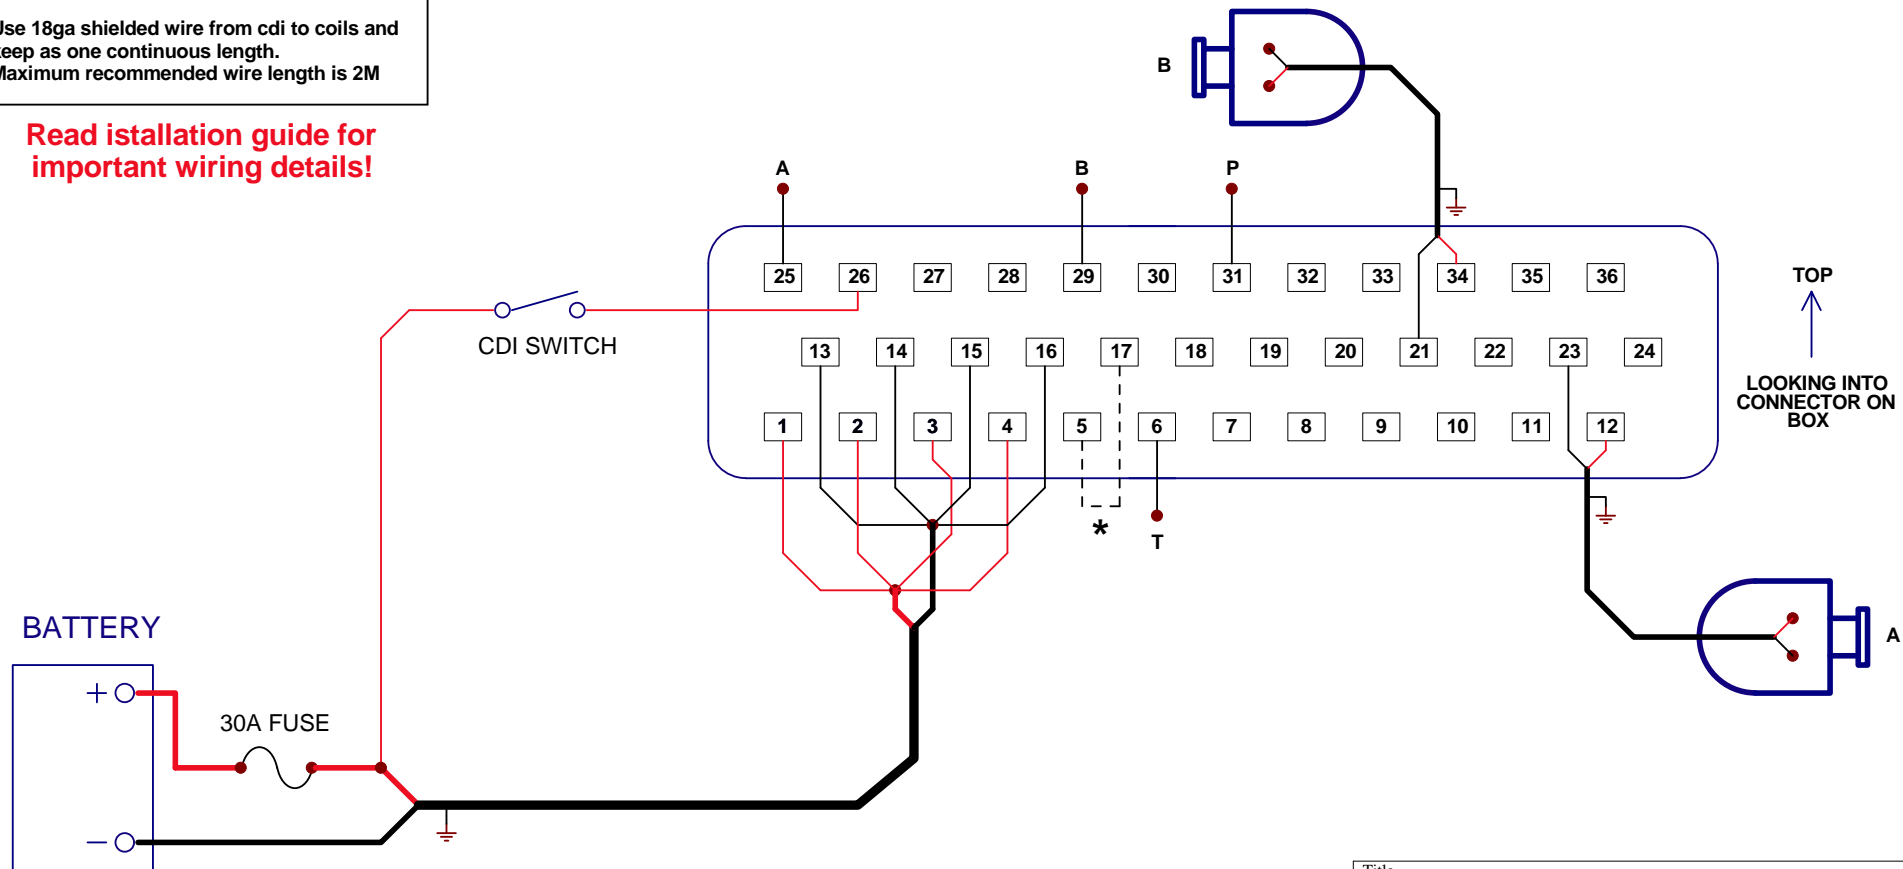 Use 18ga shielded wire from cdi to coils and
keep as one continuous length.
Maximum recommended wire length is 2M
Read istallation guide for
important wiring details!
B
A
B
P
25 26 27 28 29 30 31 32 33 34 35 36
TOP
CDI SWITCH
13 14 15 16 17 18 19 20 21 22 23 24
LOOKING INTO
CONNECTOR ON
BOX
1 2 3 4 5 6 7 8 9 10 11 12
*
T
BATTERY
A
+
30A FUSE
−
Title